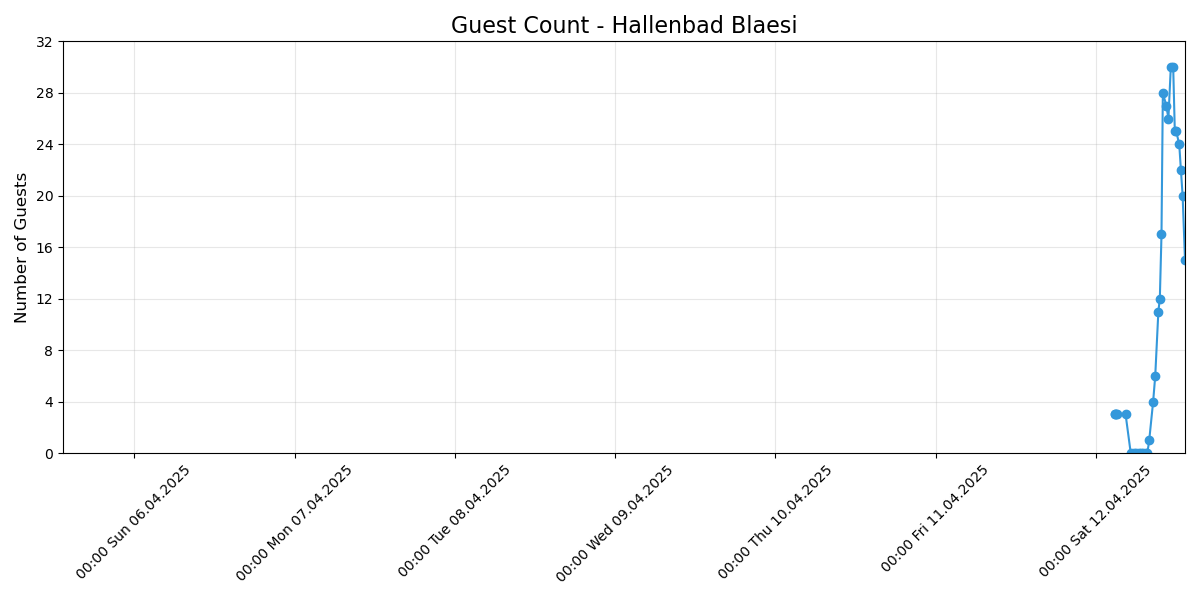 Guest Count - Hallenbad Blaesi
Number of Guests
32
28
24
20
16
12
8
4
0
00:00 Sun 06.04.2025
00:00 Mon 07.04.2025
00:00 Tue 08.04.2025
00:00 Wed 09.04.2025
00:00 Thu 10.04.2025
00:00 Fri 11.04.2025
00:00 Sat 12.04.2025